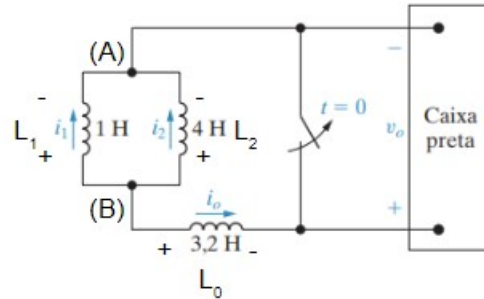 (A)
−
- -
L1 i1 1 H i2 4 H L2
+ +
t = 0
vo
Caixa
preta
(B)
io
+
+ 3,2 H -
L0